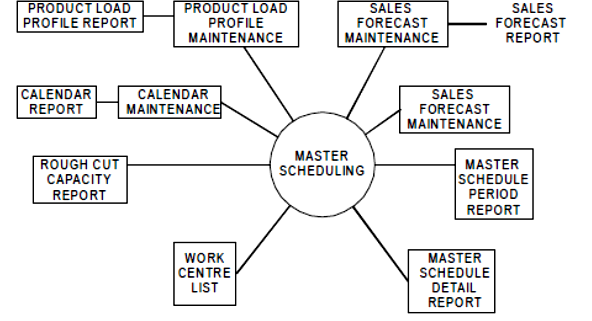 PRODUCT LOAD
PROFILE REPORT
PRODUCT LOAD
PROFILE
MAINTENANCE
SALES
FORECAST
MAINTENANCE
SALES
FORECAST
REPORT
CALENDAR
REPORT
CALENDAR
MAINTENANCE
SALES
FORECAST
MAINTENANCE
MASTER
SCHEDULING
ROUGH CUT
CAPACITY
REPORT
MASTER
SCHEDULE
PERIOD
REPORT
WORK
CENTRE
LIST
MASTER
SCHEDULE
DETAIL
REPORT